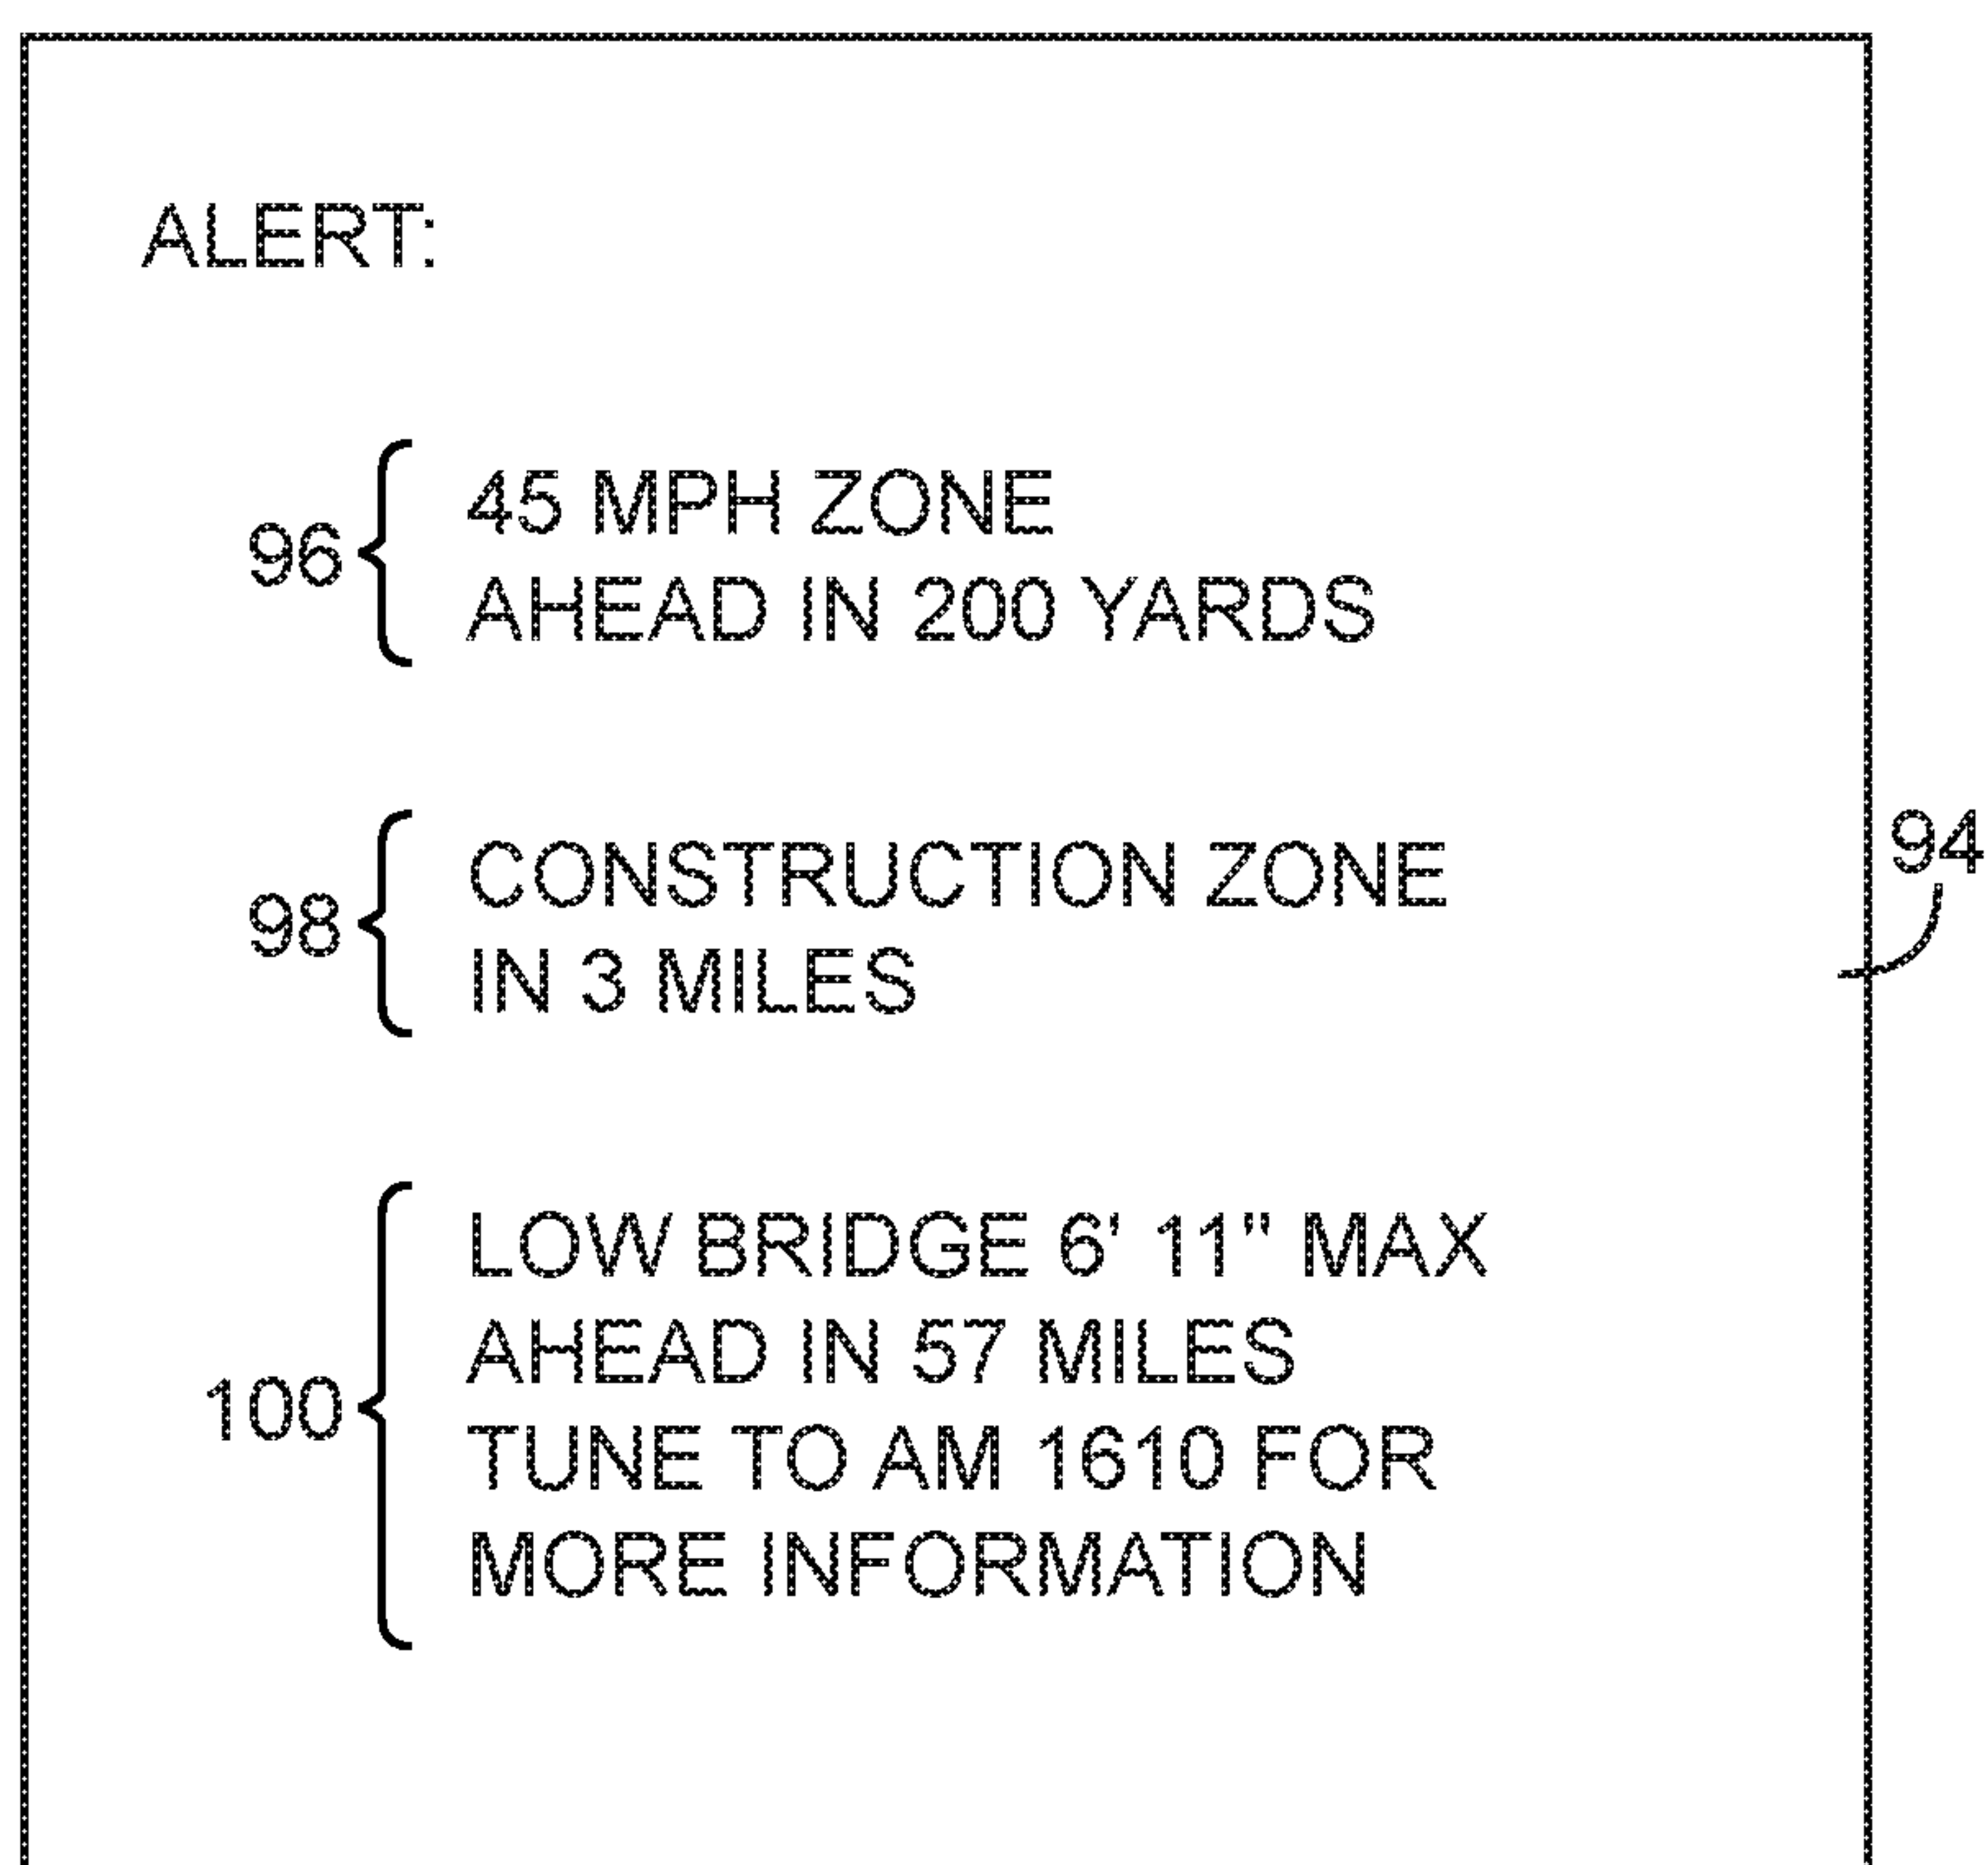 ALERT:
96
45 MPH ZONE
AHEAD IN 200 YARDS
98
CONSTRUCTION ZONE
IN 3 MILES
94
100
LOW BRIDGE 6' 11" MAX
AHEAD IN 57 MILES
TUNE TO AM 1610 FOR
MORE INFORMATION